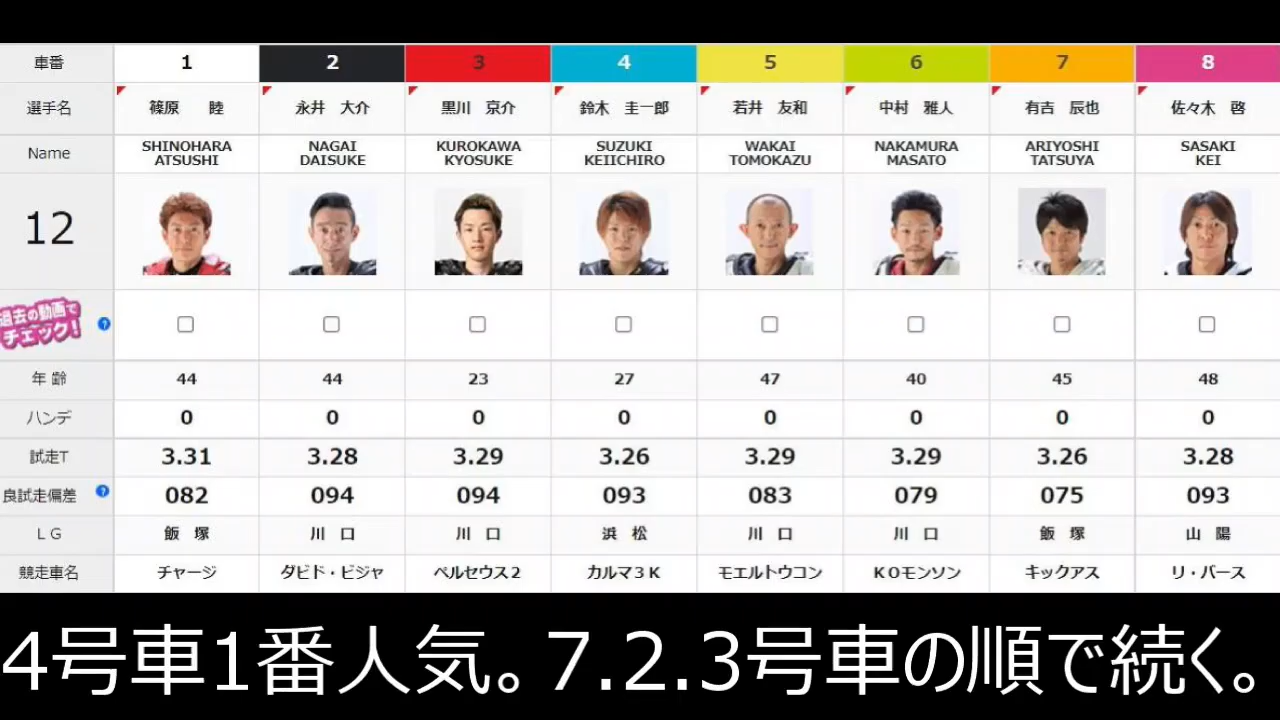 車番 1 2 3 4 5 6 7 8
選手名 篠原 睦 永井 大介 黒川 京介 鈴木 圭一郎 若井 友和 中村 雅人 有吉 辰也 佐々木 啓
Name SHINOHARA ATSUSHI NAGAI DAISUKE KUROKAWA KYOSUKE SUZUKI KEIICHIRO WAKAI TOMOKAZU NAKAMURA MASATO ARIYOSHI TATSUYA SASAKI KEI
12
過去の動画で
チェック! ?
年齢 44 44 23 27 47 40 45 48
ハンデ 0 0 0 0 0 0 0 0
試走T 3.31 3.28 3.29 3.26 3.29 3.29 3.26 3.28
良試走偏差 ? 082 094 094 093 083 079 075 093
LG 飯塚 川口 川口 浜松 川口 川口 飯塚 山陽
競走車名 チャージ ダビド・ビジャ ペルセウス2 カルマ3K モエルトウコン KOモンソン キックアス リ・バース
4号車1番人気。7.2.3号車の順で続く。